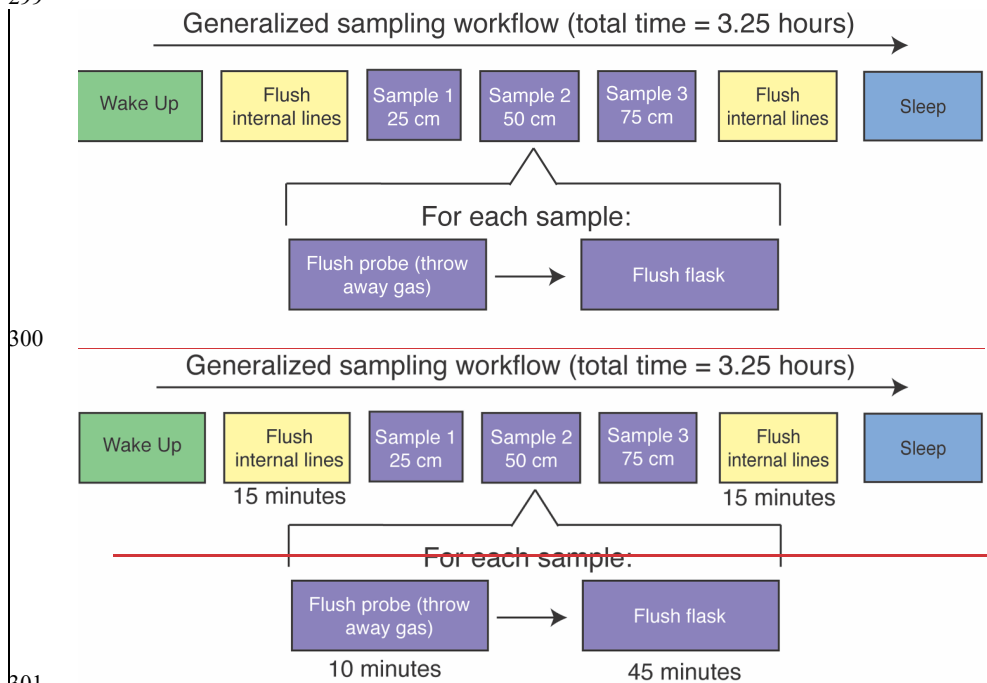 299
Generalized sampling workflow (total time = 3.25 hours)
Wake Up
Flush
internal lines
Sample 1
25 cm
Sample 2
50 cm
Sample 3
75 cm
Flush
internal lines
Sleep
For each sample:
Flush probe (throw
away gas)
Flush flask
300
Generalized sampling workflow (total time = 3.25 hours)
Wake Up
Flush
internal lines
15 minutes
Sample 1
25 cm
Sample 2
50 cm
Sample 3
75 cm
Flush
internal lines
15 minutes
Sleep
For each sample:
Flush probe (throw
away gas)
10 minutes
Flush flask
45 minutes
301